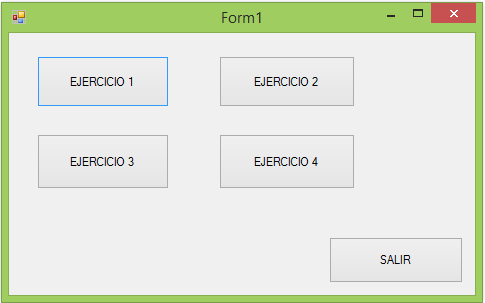 Form1
EJERCICIO 1
EJERCICIO 2
EJERCICIO 3
EJERCICIO 4
SALIR